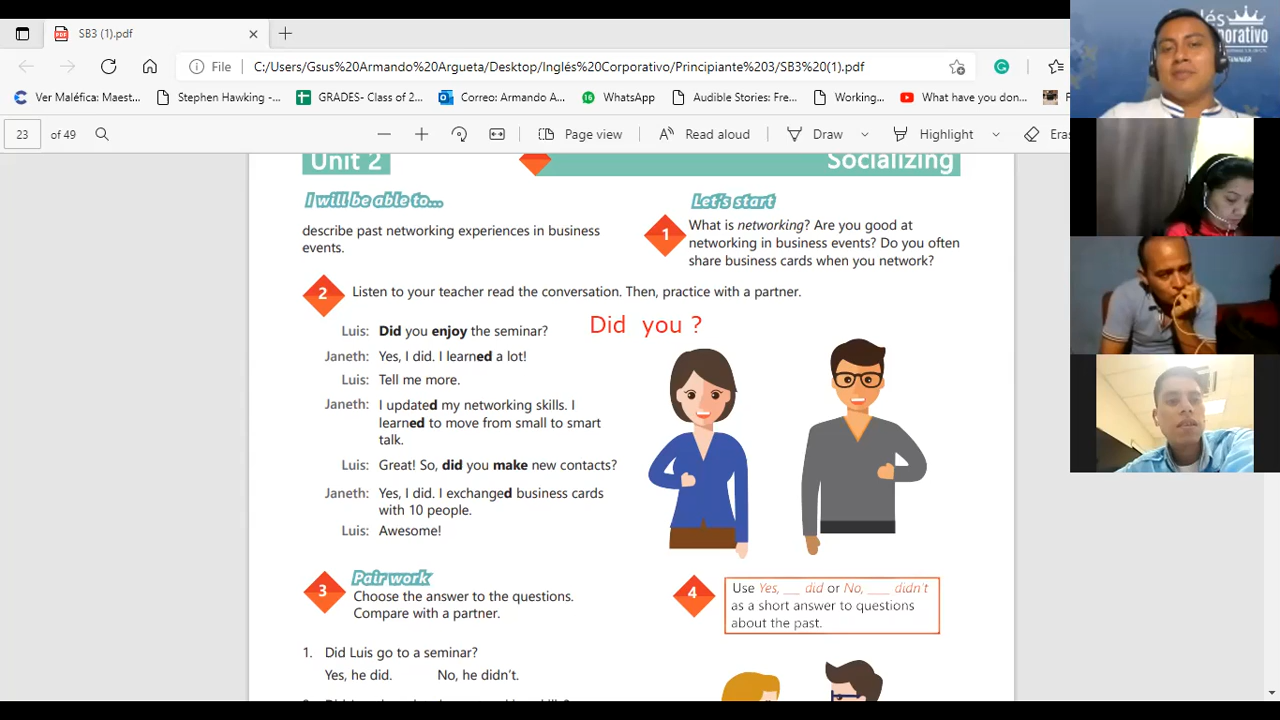 SB3 (1).pdf
File
C:/Users/Gsus%20Armando%20Argueta/Desktop/Inglés%20Corporativo/Principiante%203/SB3%20(1).pdf
Ver Maléfica: Maest...
Stephen Hawking -...
GRADES- Class of 2...
Correo: Armando A...
WhatsApp
Audible Stories: Fre...
Working...
What have you don...
23 of 49
Page view
Read aloud
Draw
Highlight
Unit 2
Socializing
I will be able to...
describe past networking experiences in business
events.
Let's start
1
What is networking? Are you good at
networking in business events? Do you often
share business cards when you network?
2
Listen to your teacher read the conversation. Then, practice with a partner.
Did you ?
Luis: Did you enjoy the seminar?
Janeth: Yes, I did. I learned a lot!
Luis: Tell me more.
Janeth: I updated my networking skills. I
learned to move from small to smart
talk.
Luis: Great! So, did you make new contacts?
Janeth: Yes, I did. I exchanged business cards
with 10 people.
Luis: Awesome!
3
Pair work
Choose the answer to the questions.
Compare with a partner.
4
Use Yes, __ did or No, ___ didn't
as a short answer to questions
about the past.
1. Did Luis go to a seminar?
Yes, he did. No, he didn't.